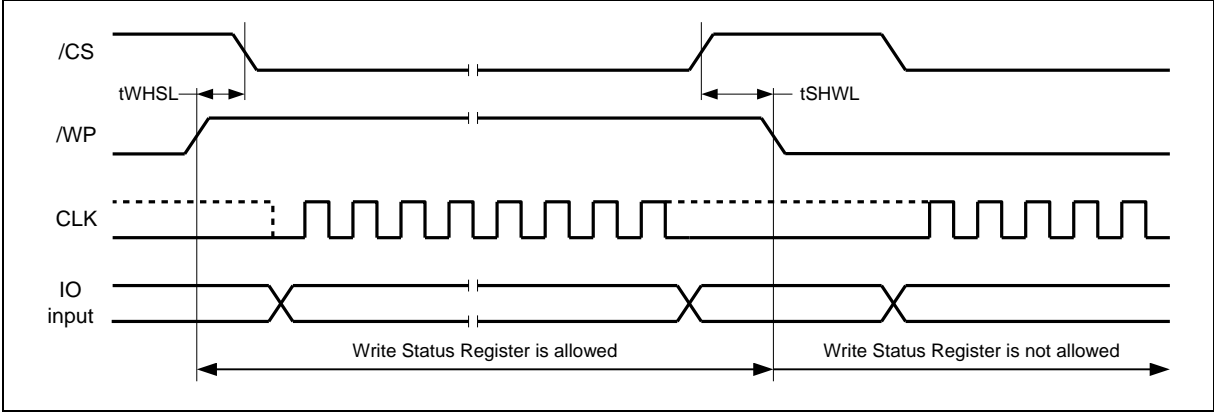 /CS
tWHSL
tSHWL
/WP
CLK
IO
input
Write Status Register is allowed
Write Status Register is not allowed